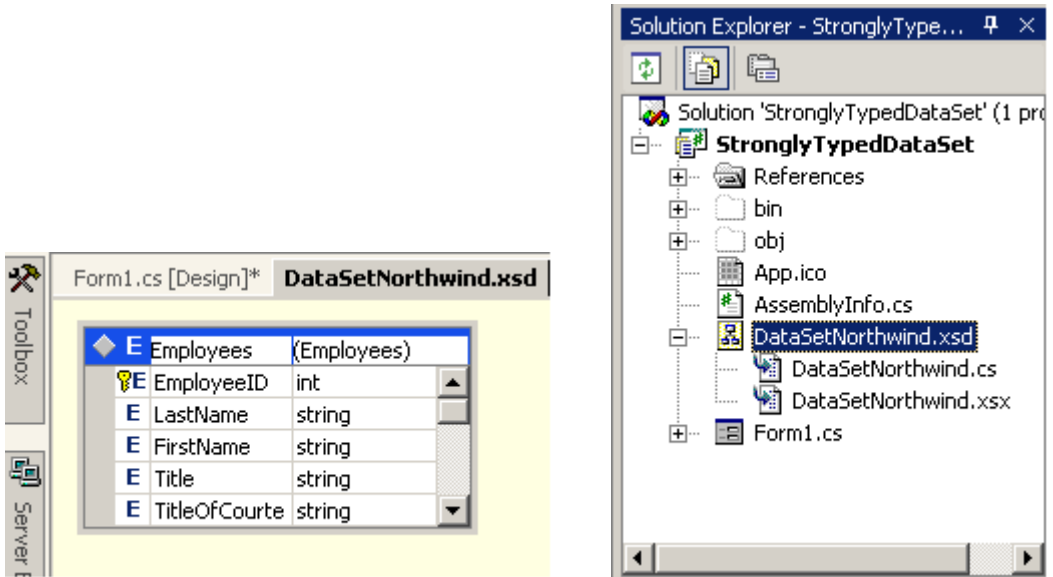 Form1.cs [Design]* DataSetNorthwind.xsd
Toolbox
Server E
E Employees (Employees)
E EmployeeID int
E LastName string
E FirstName string
E Title string
E TitleOfCourte string
Solution Explorer - StronglyType...
Solution 'StronglyTypedDataSet' (1 pro
StronglyTypedDataSet
References
bin
obj
App.ico
AssemblyInfo.cs
DataSetNorthwind.xsd
DataSetNorthwind.cs
DataSetNorthwind.xsx
Form1.cs